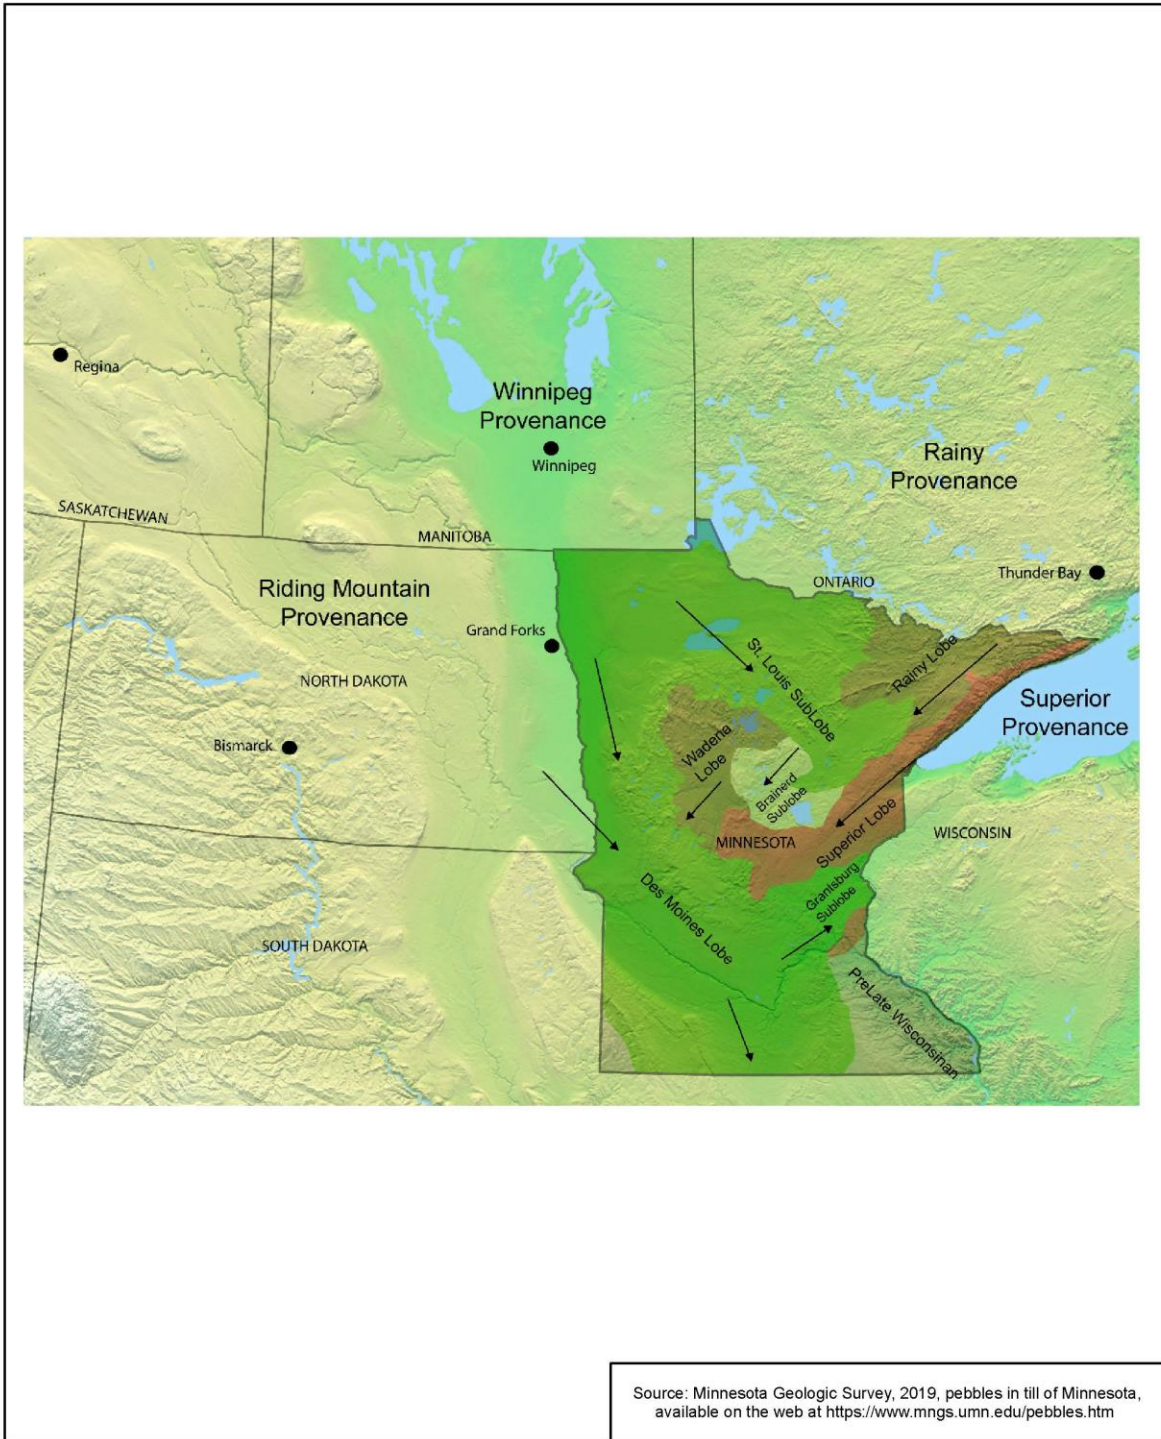 Regina
Winnipeg
Provenance
Winnipeg
Rainy
Provenance
SASKATCHEWAN
MANITOBA
ONTARIO
Thunder Bay
Riding Mountain
Provenance
Grand Forks
NORTH DAKOTA
St. Louis SubLobe
Rainy Lobe
Superior
Provenance
Bismarck
Wadena
Lobe
Brainerd
Sublobe
MINNESOTA
Superior Lobe
WISCONSIN
Grantsburg
Sublobe
Des Moines Lobe
SOUTH DAKOTA
PreLate Wisconsinan
Source: Minnesota Geologic Survey, 2019, pebbles in till of Minnesota,
available on the web at https://www.mngs.umn.edu/pebbles.htm